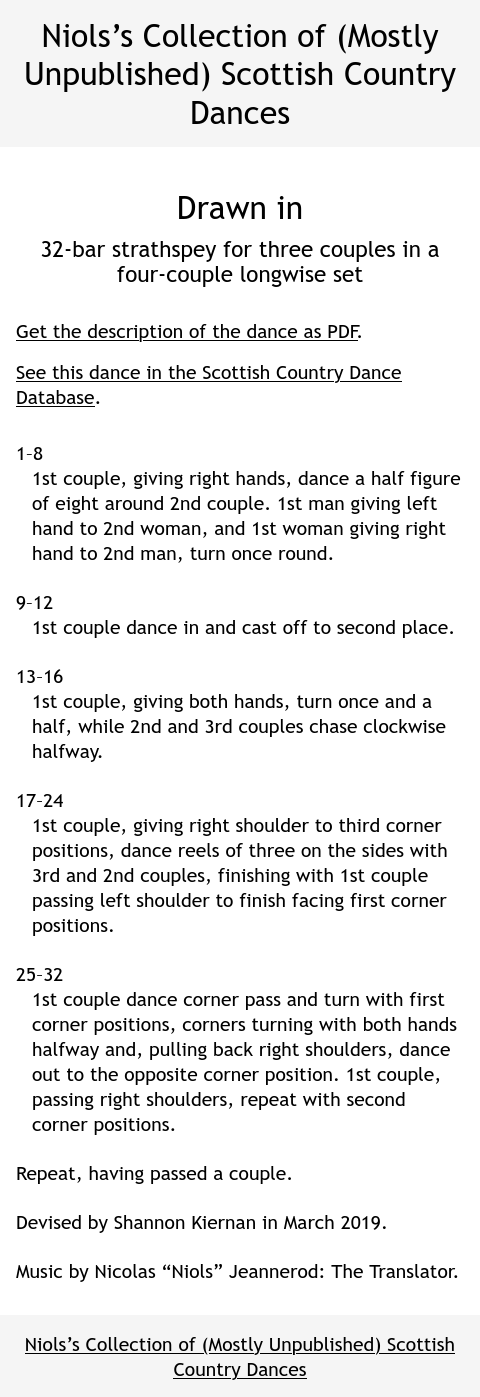 Niols’s Collection of (Mostly
Unpublished) Scottish Country
Dances
Drawn in
32-bar strathspey for three couples in a
four-couple longwise set
Get the description of the dance as PDF.
See this dance in the Scottish Country Dance
Database.
1–8
1st couple, giving right hands, dance a half figure
of eight around 2nd couple. 1st man giving left
hand to 2nd woman, and 1st woman giving right
hand to 2nd man, turn once round.
9–12
1st couple dance in and cast off to second place.
13–16
1st couple, giving both hands, turn once and a
half, while 2nd and 3rd couples chase clockwise
halfway.
17–24
1st couple, giving right shoulder to third corner
positions, dance reels of three on the sides with
3rd and 2nd couples, finishing with 1st couple
passing left shoulder to finish facing first corner
positions.
25–32
1st couple dance corner pass and turn with first
corner positions, corners turning with both hands
halfway and, pulling back right shoulders, dance
out to the opposite corner position. 1st couple,
passing right shoulders, repeat with second
corner positions.
Repeat, having passed a couple.
Devised by Shannon Kiernan in March 2019.
Music by Nicolas “Niols” Jeannerod: The Translator.
Niols’s Collection of (Mostly Unpublished) Scottish
Country Dances